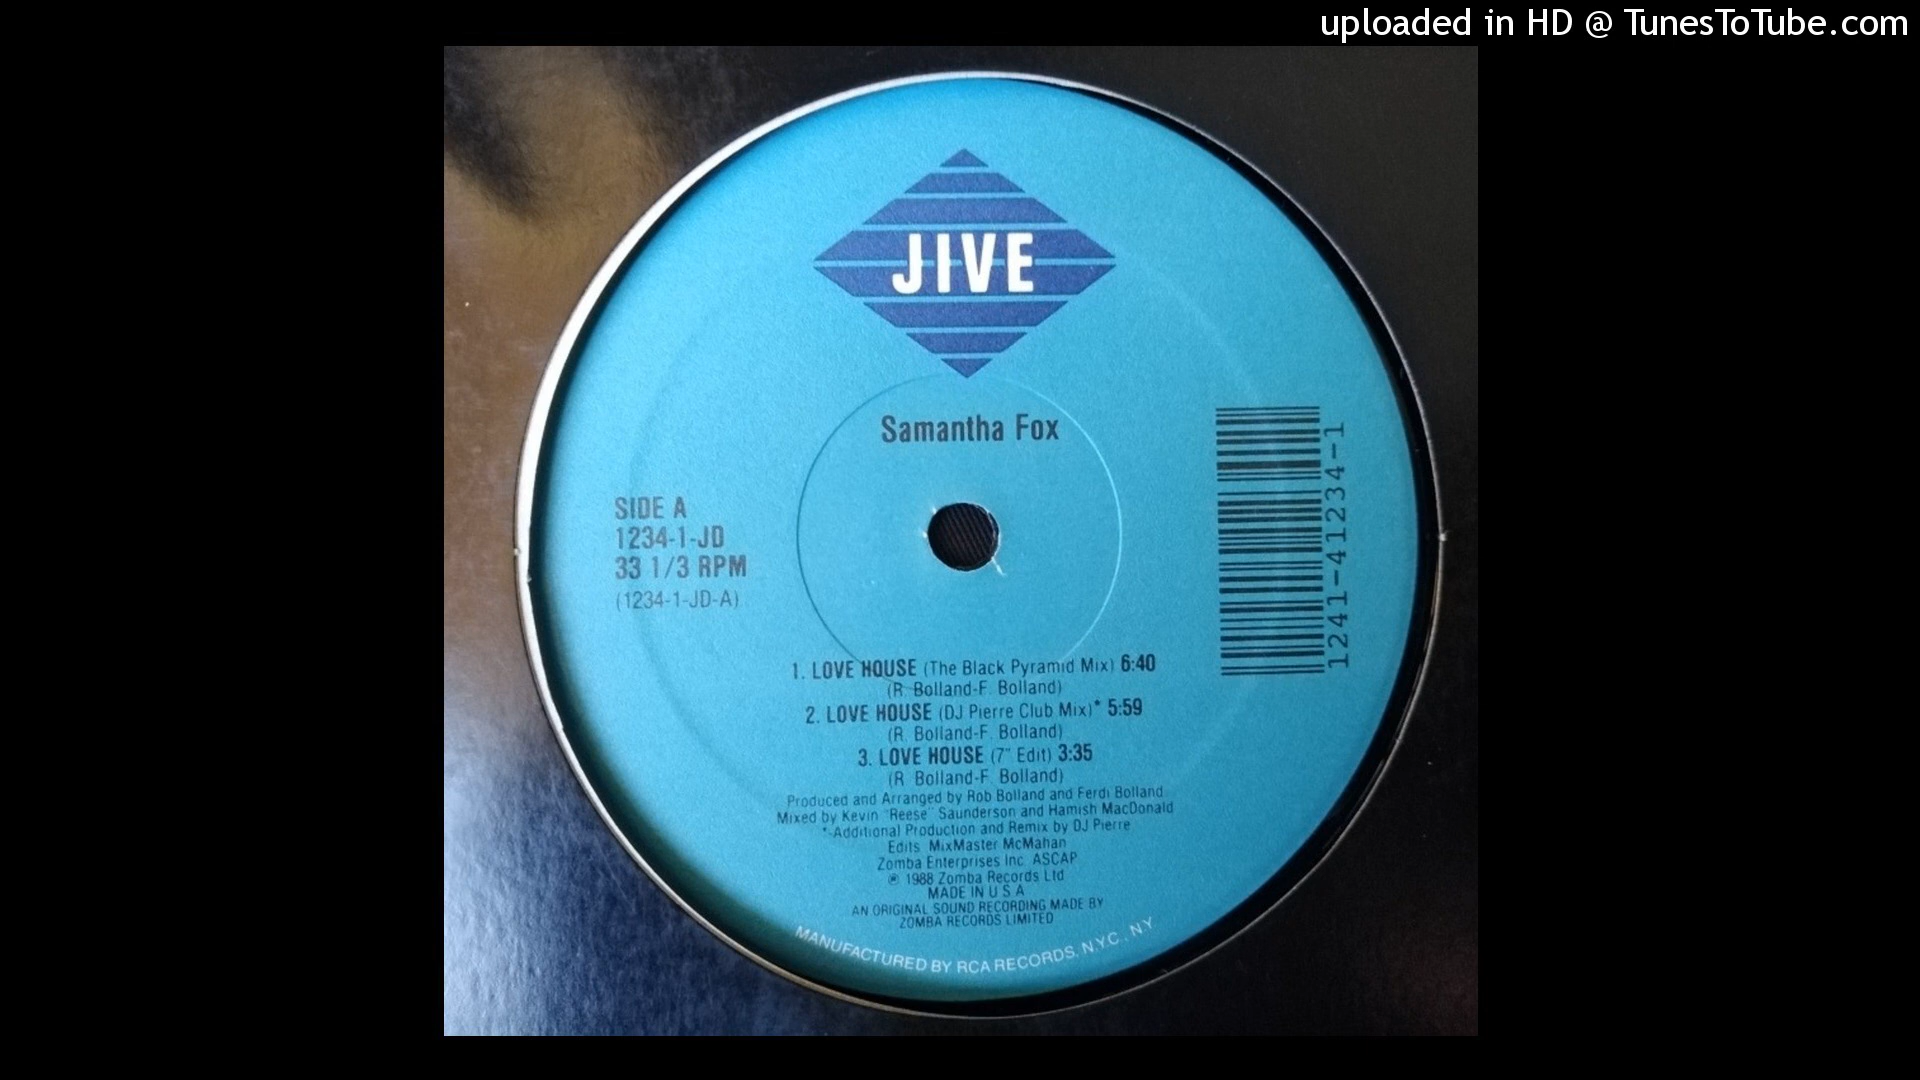 uploaded in HD @ TunesToTube.com
JIVE
Samantha Fox
SIDE A
1234-1-JD
33 1/3 RPM
(1234-1-JD-A)
1241-41234-1
1. LOVE HOUSE (The Black Pyramid Mix) 6:40
(R. Bolland-F. Bolland)
2. LOVE HOUSE (DJ Pierre Club Mix)* 5:59
(R. Bolland-F. Bolland)
3. LOVE HOUSE (7" Edit) 3:35
(R. Bolland-F. Bolland)
Produced and Arranged by Rob Bolland and Ferdi Bolland
Mixed by Kevin "Reese" Saunderson and Hamish MacDonald
*Additional Production and Remix by DJ Pierre
Edits: MixMaster McMahan
Zomba Enterprises Inc. ASCAP
℗ 1988 Zomba Records Ltd
MADE IN U S A
AN ORIGINAL SOUND RECORDING MADE BY
ZOMBA RECORDS LIMITED
MANUFACTURED BY RCA RECORDS, N.Y.C., N.Y